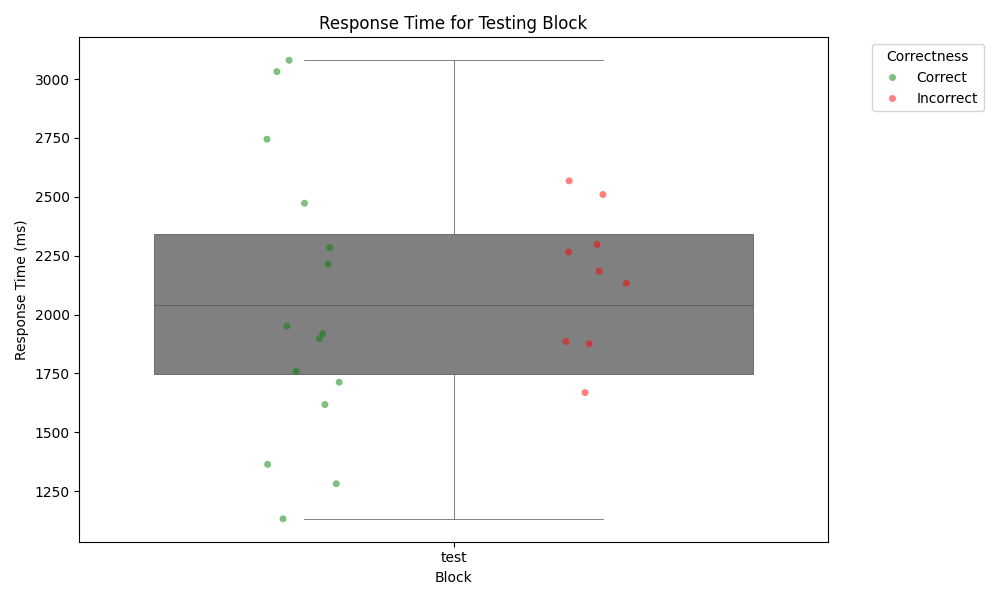 Response Time for Testing Block
Correctness
Correct
Incorrect
Response Time (ms)
3000
2750
2500
2250
2000
1750
1500
1250
test
Block